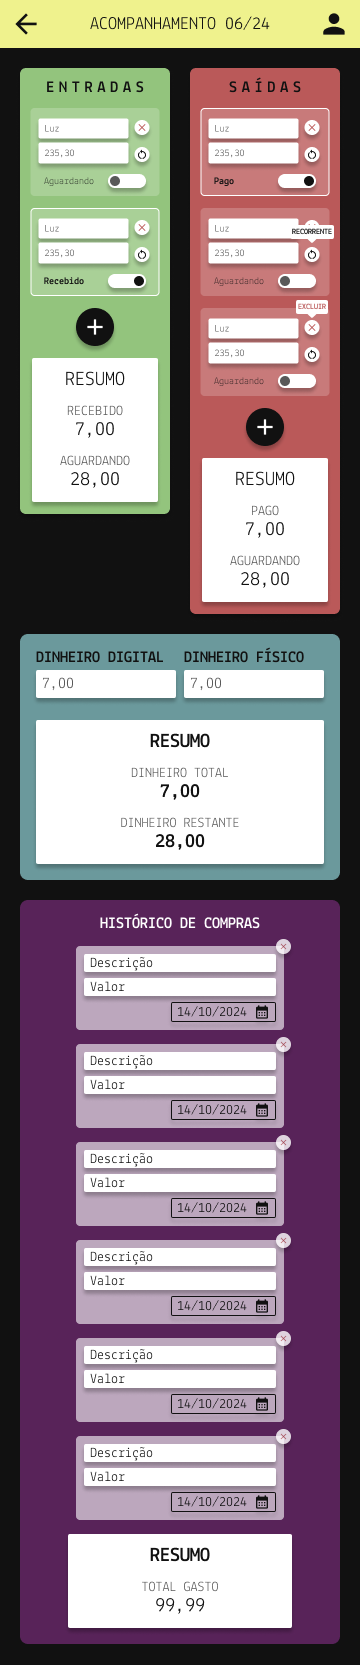 ACOMPANHAMENTO 06/24
ENTRADAS
Luz
235,30
Aguardando
Luz
235,30
Recebido
RESUMO
RECEBIDO
7,00
AGUARDANDO
28,00
SAÍDAS
Luz
235,30
Pago
Luz
RECORRENTE
235,30
Aguardando
EXCLUIR
Luz
235,30
Aguardando
RESUMO
PAGO
7,00
AGUARDANDO
28,00
DINHEIRO DIGITAL
7,00
DINHEIRO FÍSICO
7,00
RESUMO
DINHEIRO TOTAL
7,00
DINHEIRO RESTANTE
28,00
HISTÓRICO DE COMPRAS
Descrição
Valor
14/10/2024
Descrição
Valor
14/10/2024
Descrição
Valor
14/10/2024
Descrição
Valor
14/10/2024
Descrição
Valor
14/10/2024
Descrição
Valor
14/10/2024
RESUMO
TOTAL GASTO
99,99